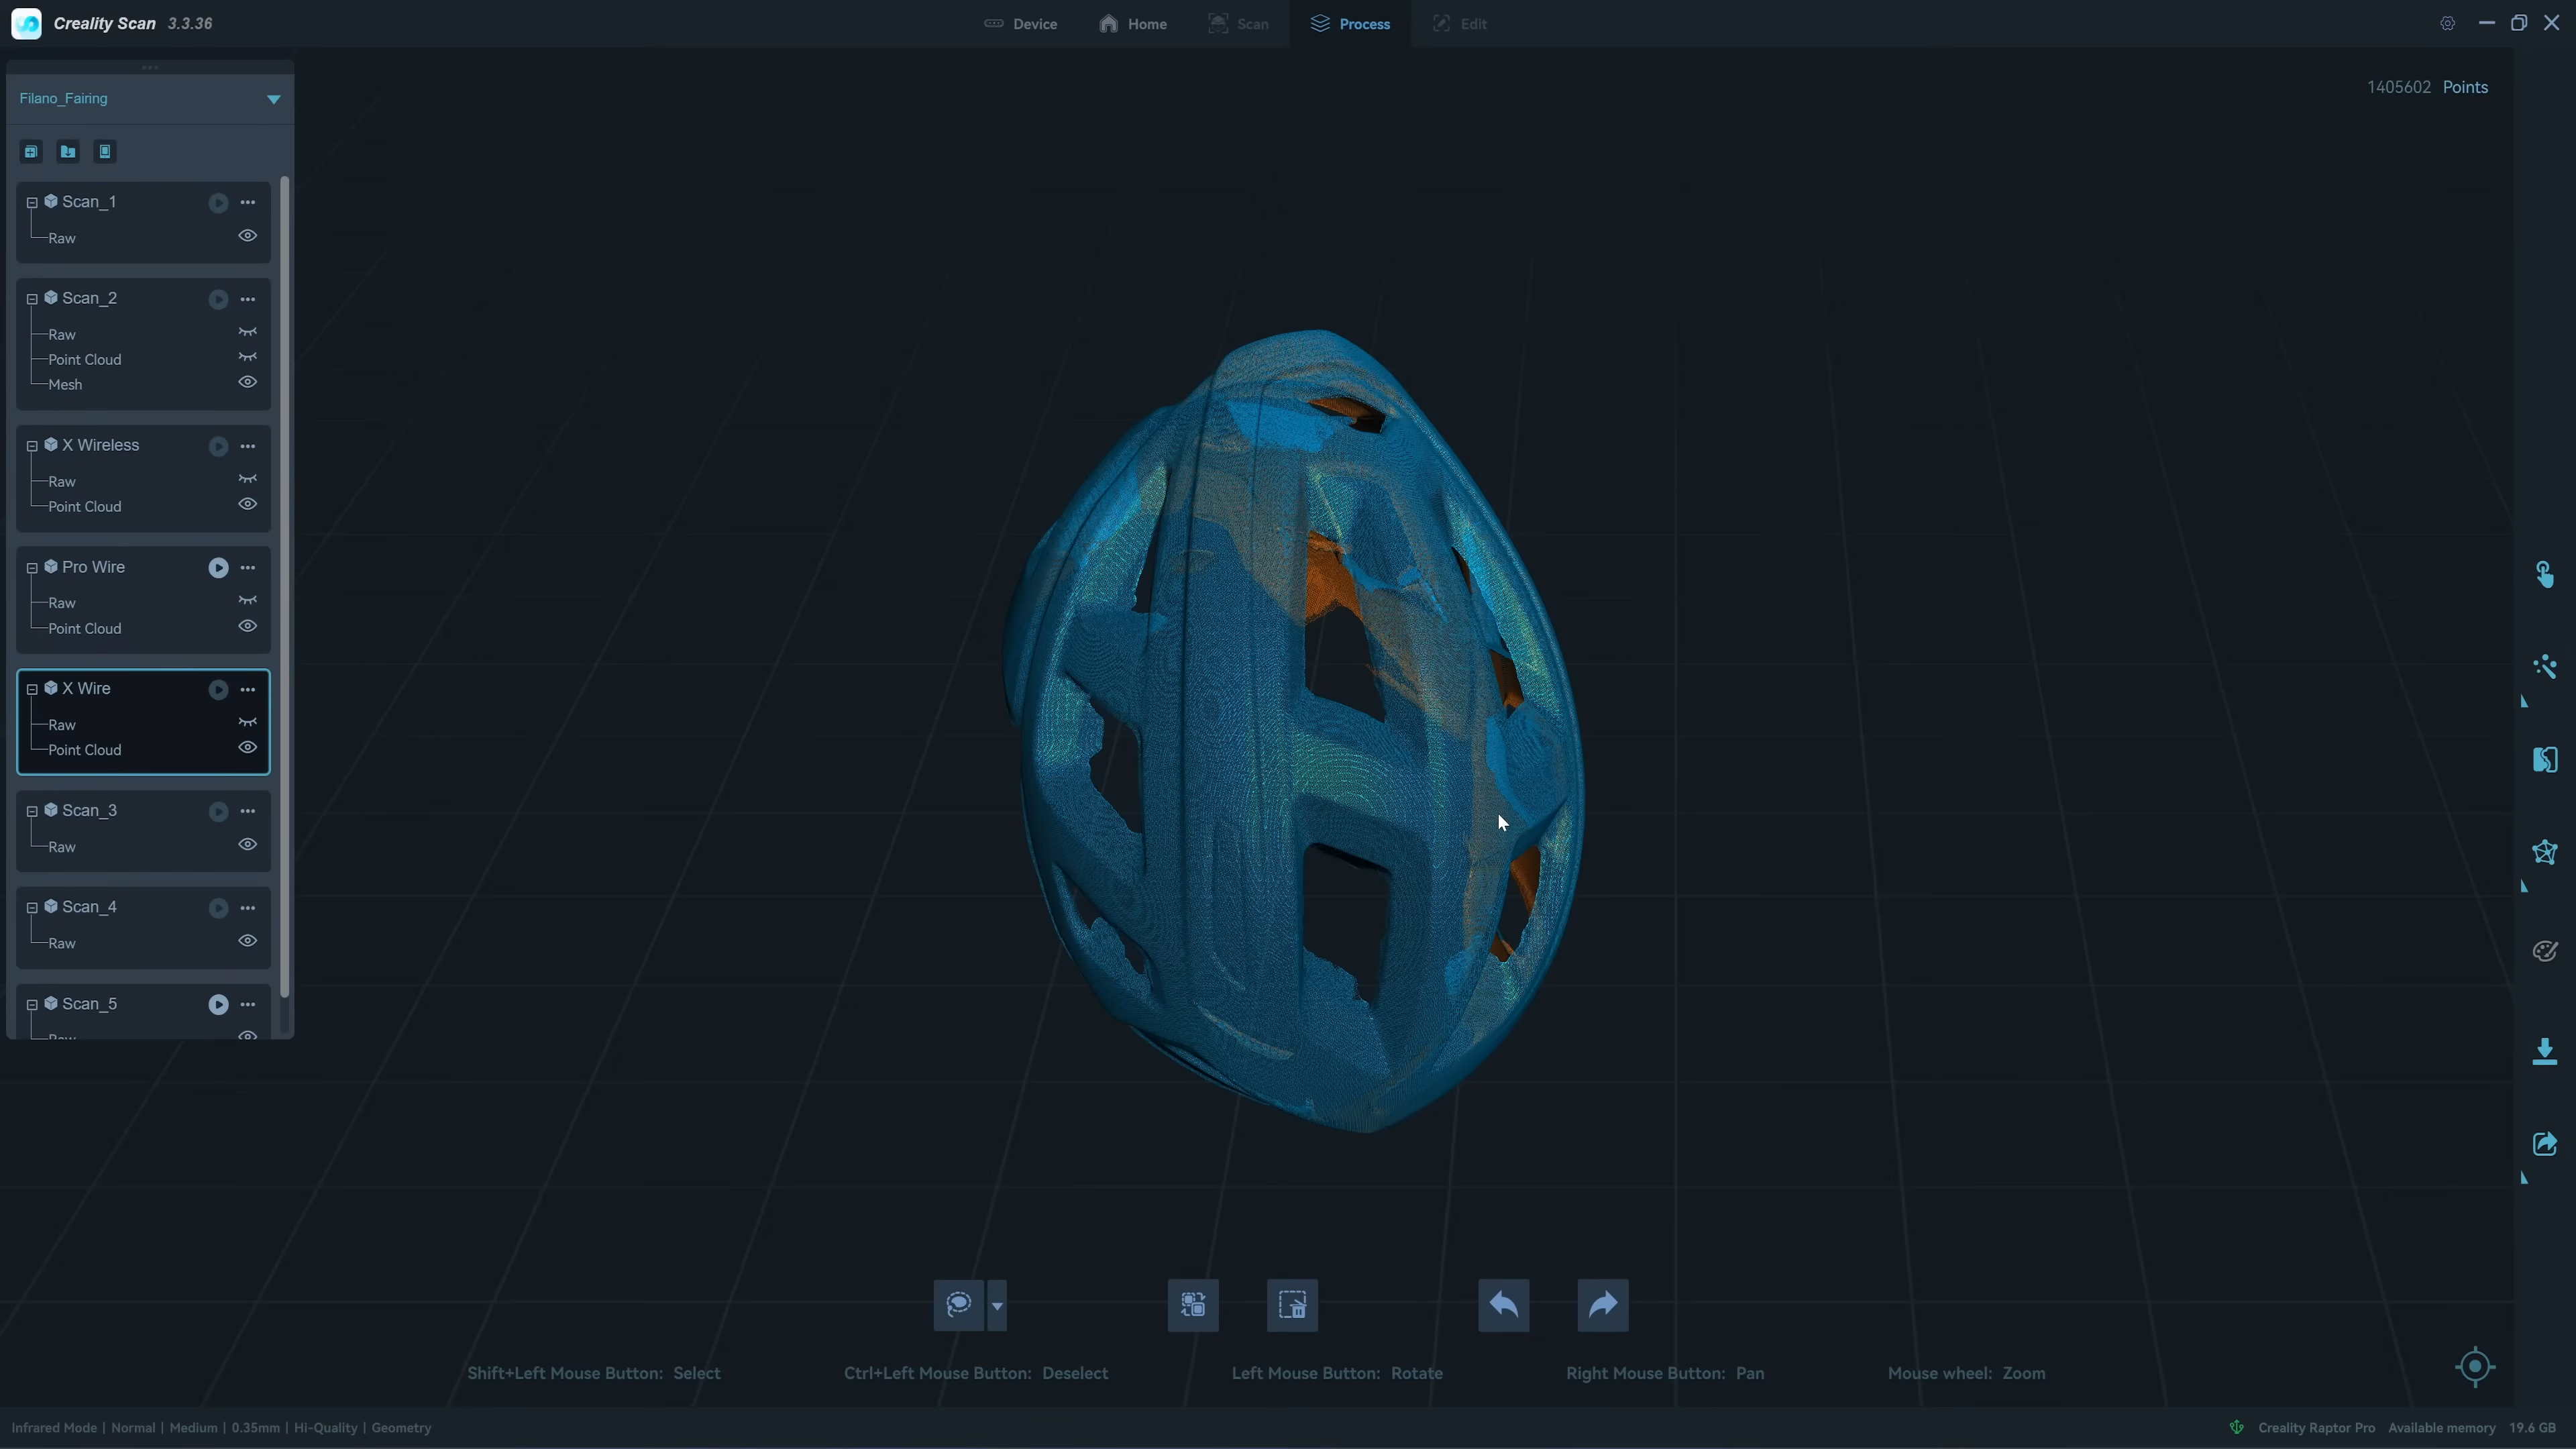 Creality Scan 3.3.36
Device
Home
Scan
Process
Edit
Filano_Fairing
1405602 Points
Scan_1
Raw
Scan_2
Raw
Point Cloud
Mesh
X Wireless
Raw
Point Cloud
Pro Wire
Raw
Point Cloud
X Wire
Raw
Point Cloud
Scan_3
Raw
Scan_4
Raw
Scan_5
Raw
Shift+Left Mouse Button: Select
Ctrl+Left Mouse Button: Deselect
Left Mouse Button: Rotate
Right Mouse Button: Pan
Mouse wheel: Zoom
Infrared Mode | Normal | Medium | 0.35mm | Hi-Quality | Geometry
Creality Raptor Pro Available memory 19.6 GB